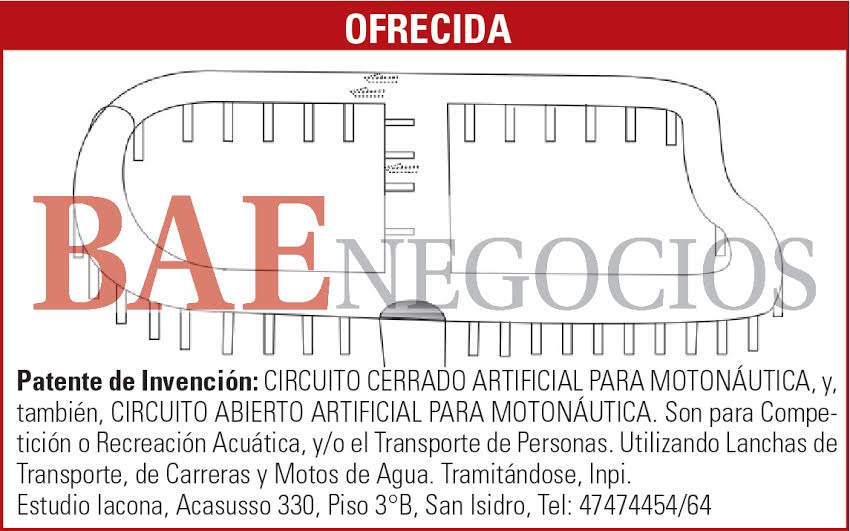 OFRECIDA
BAE NEGOCIOS
Patente de Invención: CIRCUITO CERRADO ARTIFICIAL PARA MOTONÁUTICA, y,
también, CIRCUITO ABIERTO ARTIFICIAL PARA MOTONÁUTICA. Son para Compe-
tición o Recreación Acuática, y/o el Transporte de Personas. Utilizando Lanchas de
Transporte, de Carreras y Motos de Agua. Tramitándose, Inpi.
Estudio Iacona, Acasusso 330, Piso 3°B, San Isidro, Tel: 47474454/64